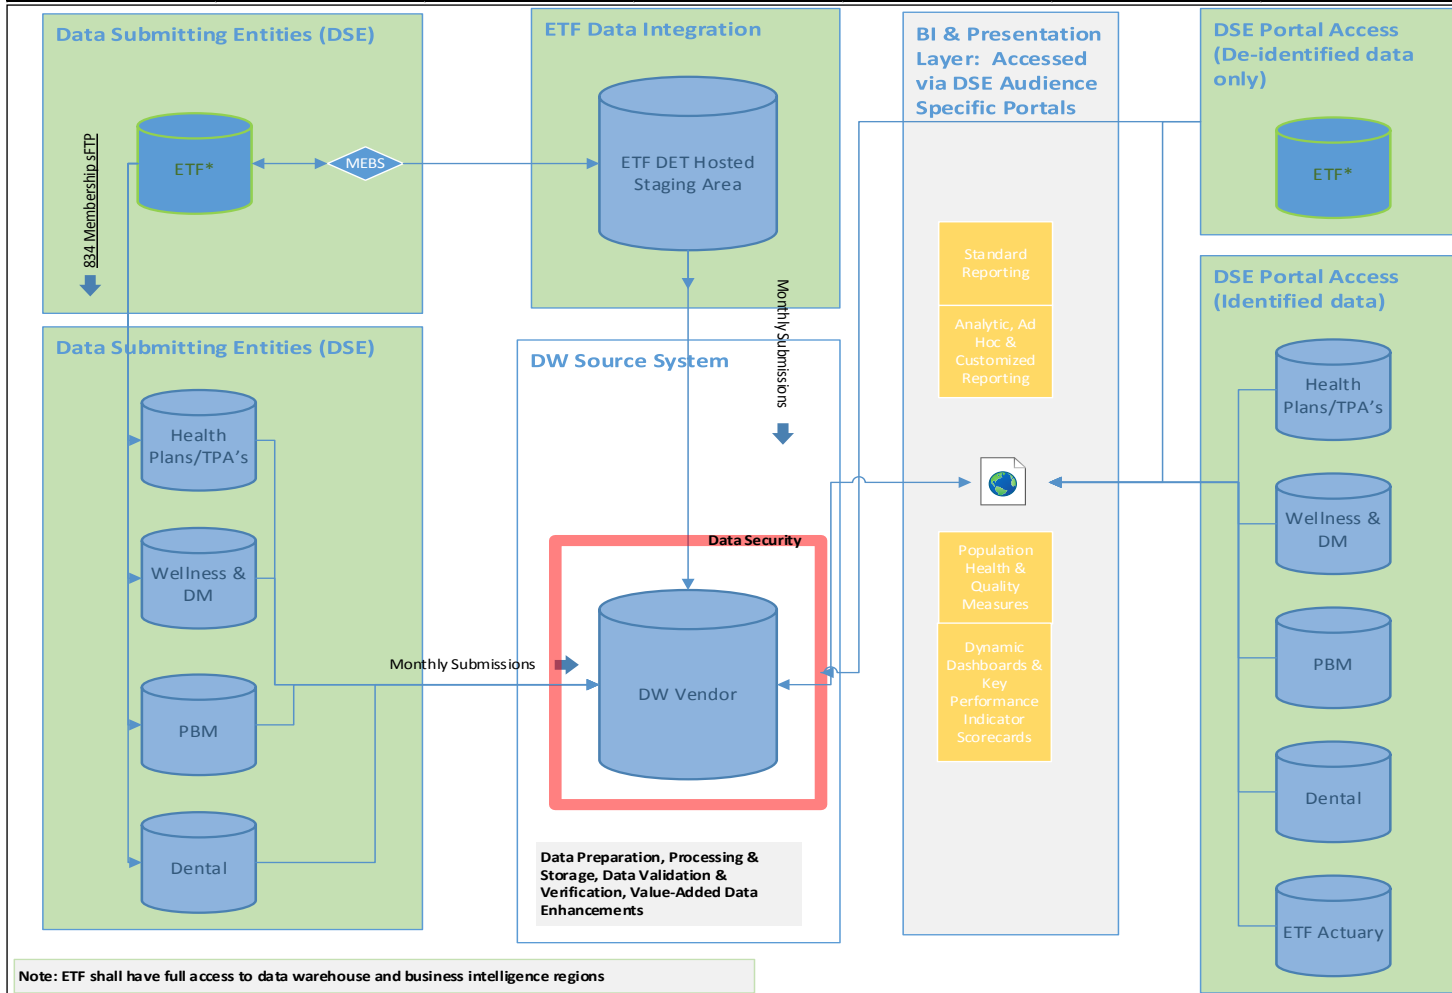 Data Submitting Entities (DSE)
834 Membership sFTP
ETF*
MEBS
ETF Data Integration
ETF DET Hosted
Staging Area
Monthly Submissions
BI & Presentation
Layer:  Accessed
via DSE Audience
Specific Portals
Standard
Reporting
Analytic, Ad
Hoc &
Customized
Reporting
Population
Health &
Quality
Measures
Dynamic
Dashboards &
Key
Performance
Indicator
Scorecards
DSE Portal Access
(De-identified data
only)
ETF*
DSE Portal Access
(Identified data)
Health
Plans/TPA's
Wellness &
DM
PBM
Dental
ETF Actuary
Data Submitting Entities (DSE)
Health
Plans/TPA's
Wellness &
DM
PBM
Dental
Monthly Submissions
DW Source System
Data Security
DW Vendor
Data Preparation, Processing &
Storage, Data Validation &
Verification, Value-Added Data
Enhancements
Note: ETF shall have full access to data warehouse and business intelligence regions